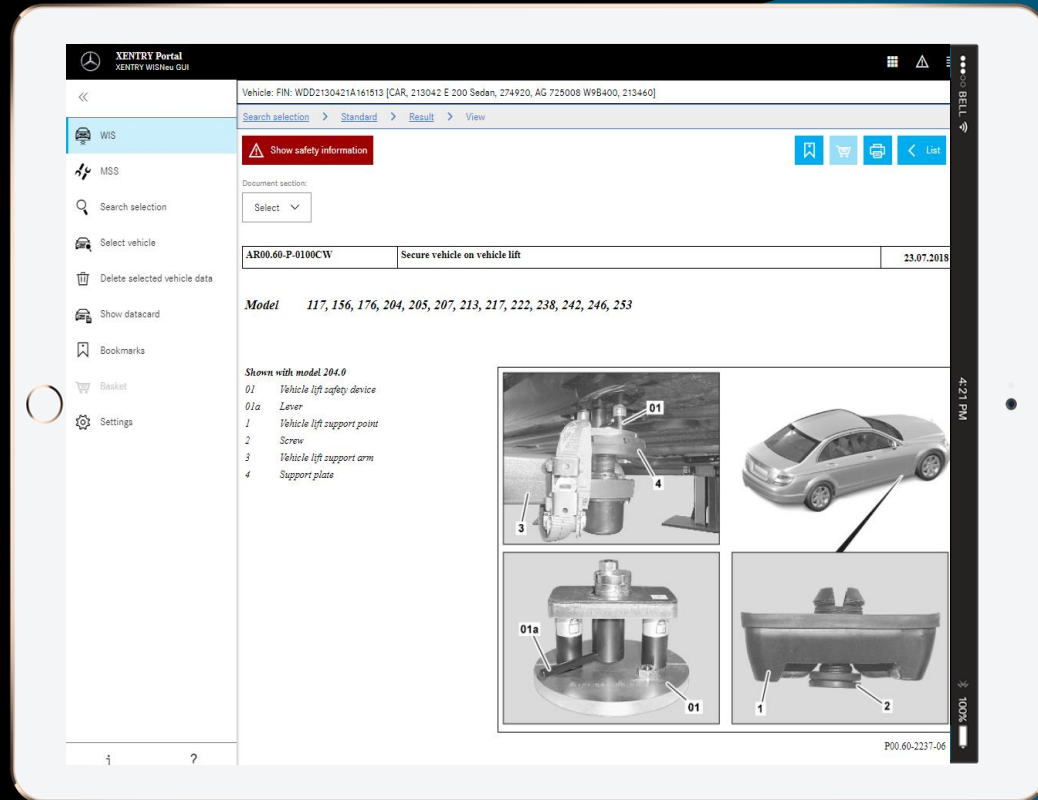 XENTRY Portal
XENTRY WISNeu GUI
BELL
4:21 PM
100%
WIS
MSS
Search selection
Select vehicle
Delete selected vehicle data
Show datacard
Bookmarks
Basket
Settings
i ?
Vehicle: FIN: WDD2130421A161513 [CAR, 213042 E 200 Sedan, 274920, AG 725008 W9B400, 213460]
Search selection > Standard > Result > View
Show safety information
List
Document section:
Select
AR00.60-P-0100CW Secure vehicle on vehicle lift 23.07.2018
Model 117, 156, 176, 204, 205, 207, 213, 217, 222, 238, 242, 246, 253
Shown with model 204.0
01 Vehicle lift safety device
01a Lever
1 Vehicle lift support point
2 Screw
3 Vehicle lift support arm
4 Support plate
01
4
3
01a
01
1
2
P00.60-2237-06